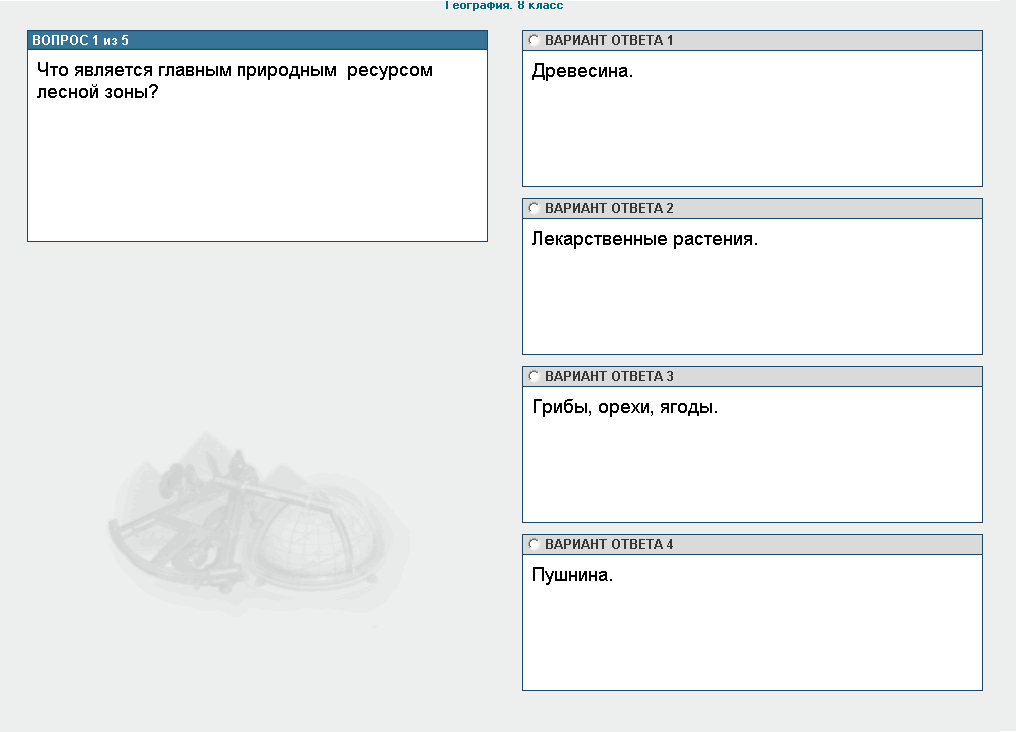 География. 8 класс
ВОПРОС 1 из 5
Что является главным природным ресурсом
лесной зоны?
ВАРИАНТ ОТВЕТА 1
Древесина.
ВАРИАНТ ОТВЕТА 2
Лекарственные растения.
ВАРИАНТ ОТВЕТА 3
Грибы, орехи, ягоды.
ВАРИАНТ ОТВЕТА 4
Пушнина.